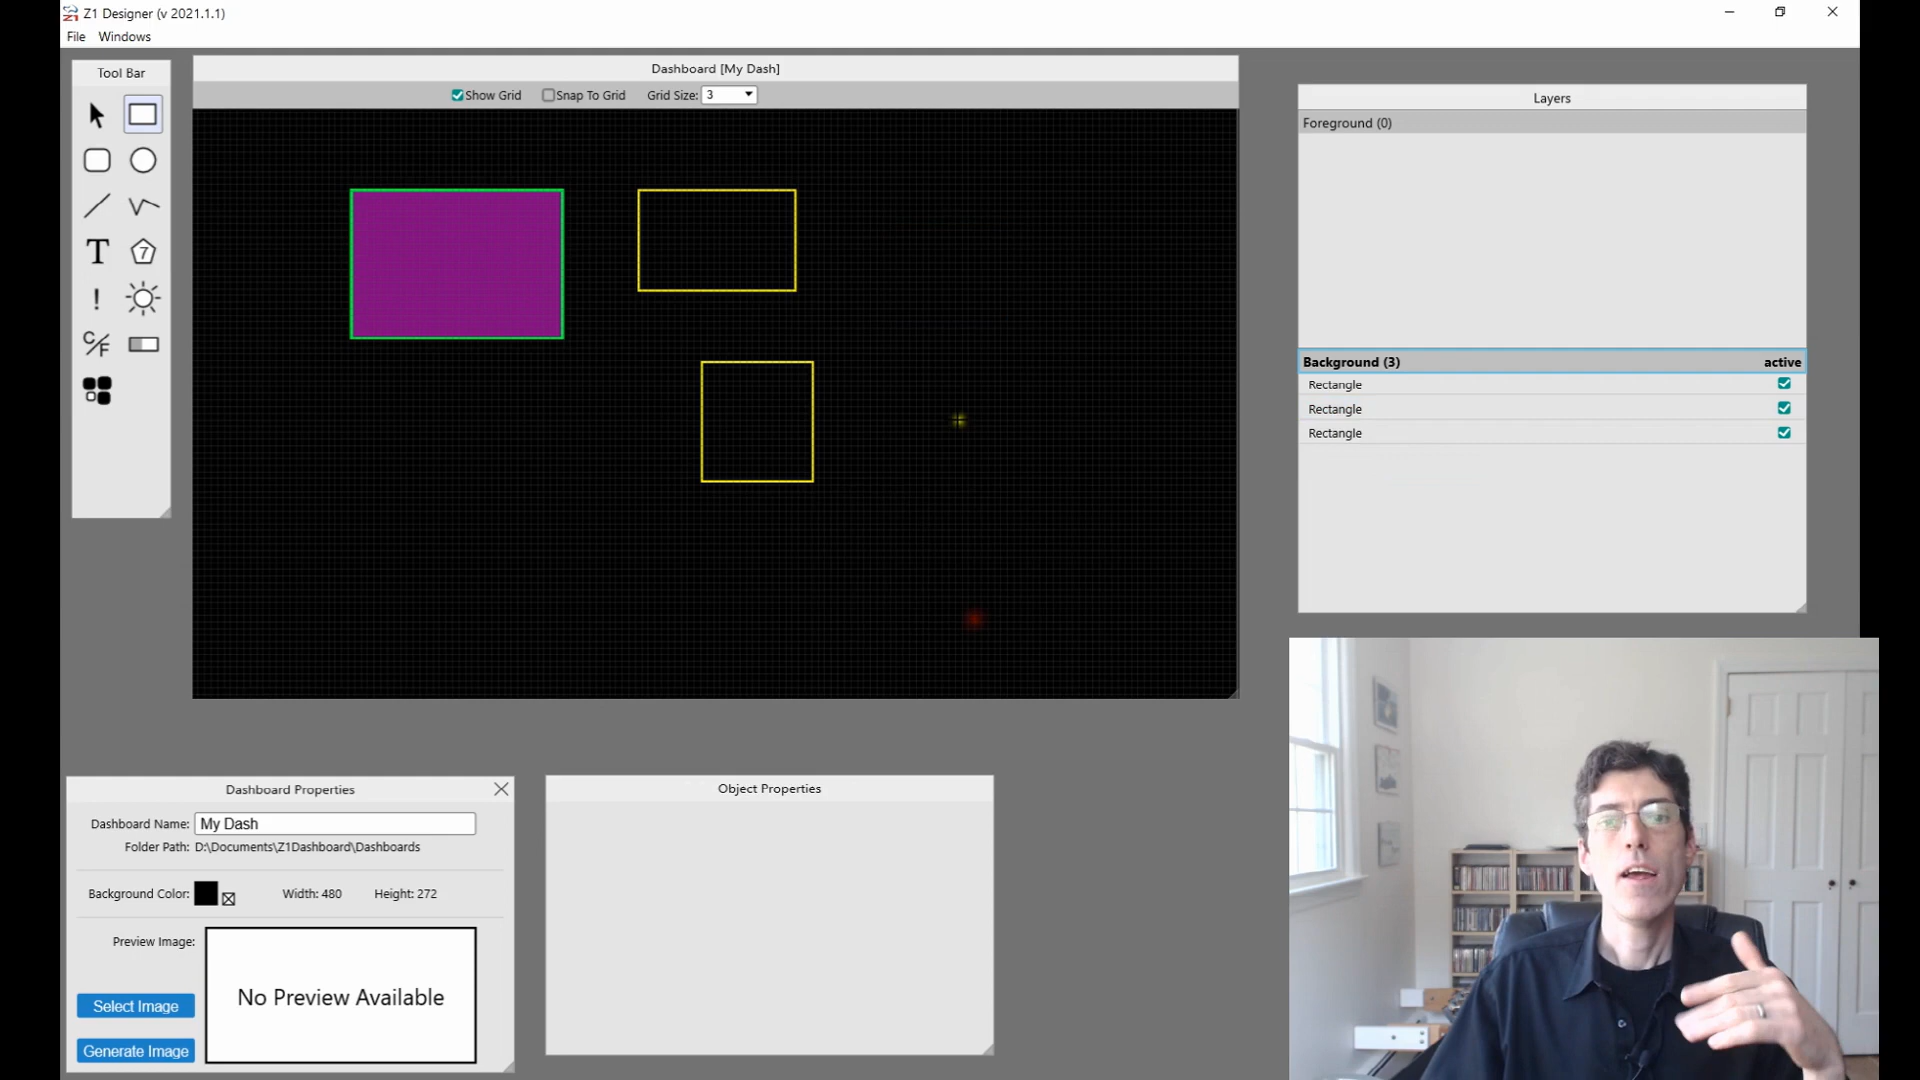 Z1 Designer (v 2021.1.1)
File Windows
Tool Bar
T
7
!
C/F
Dashboard [My Dash]
Show Grid Snap To Grid Grid Size: 3
Layers
Foreground (0)
Background (3) active
Rectangle
Rectangle
Rectangle
Dashboard Properties
Dashboard Name: My Dash
Folder Path: D:\Documents\Z1Dashboard\Dashboards
Background Color: Width: 480 Height: 272
Preview Image:
No Preview Available
Select Image
Generate Image
Object Properties